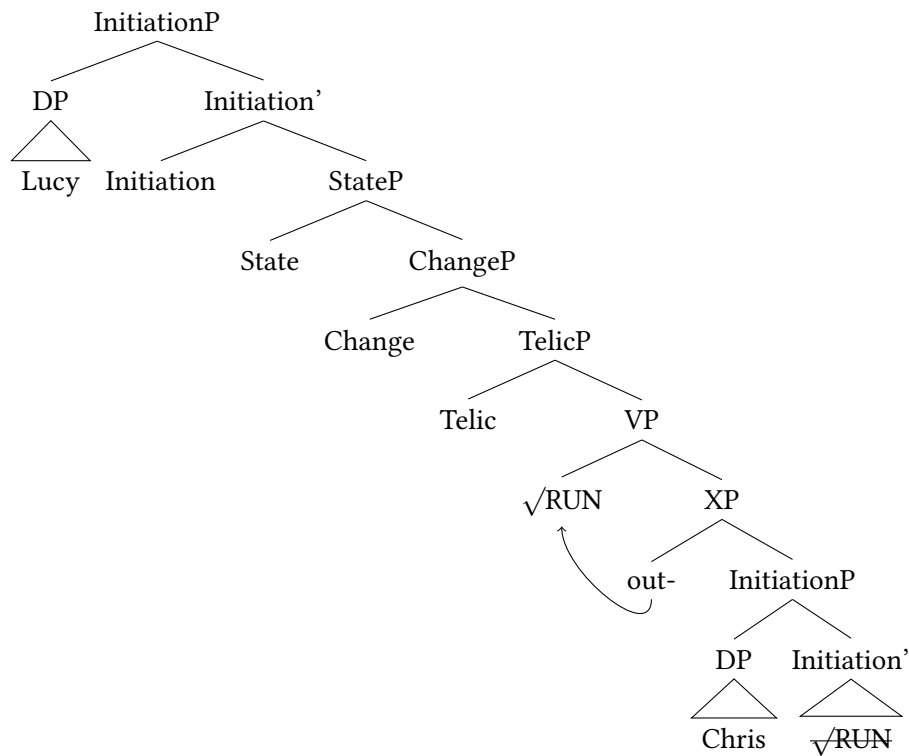 InitiationP
DP Initiation’
Lucy Initiation StateP
State ChangeP
Change TelicP
Telic VP
√RUN XP
out- InitiationP
DP Initiation’
Chris √RUN